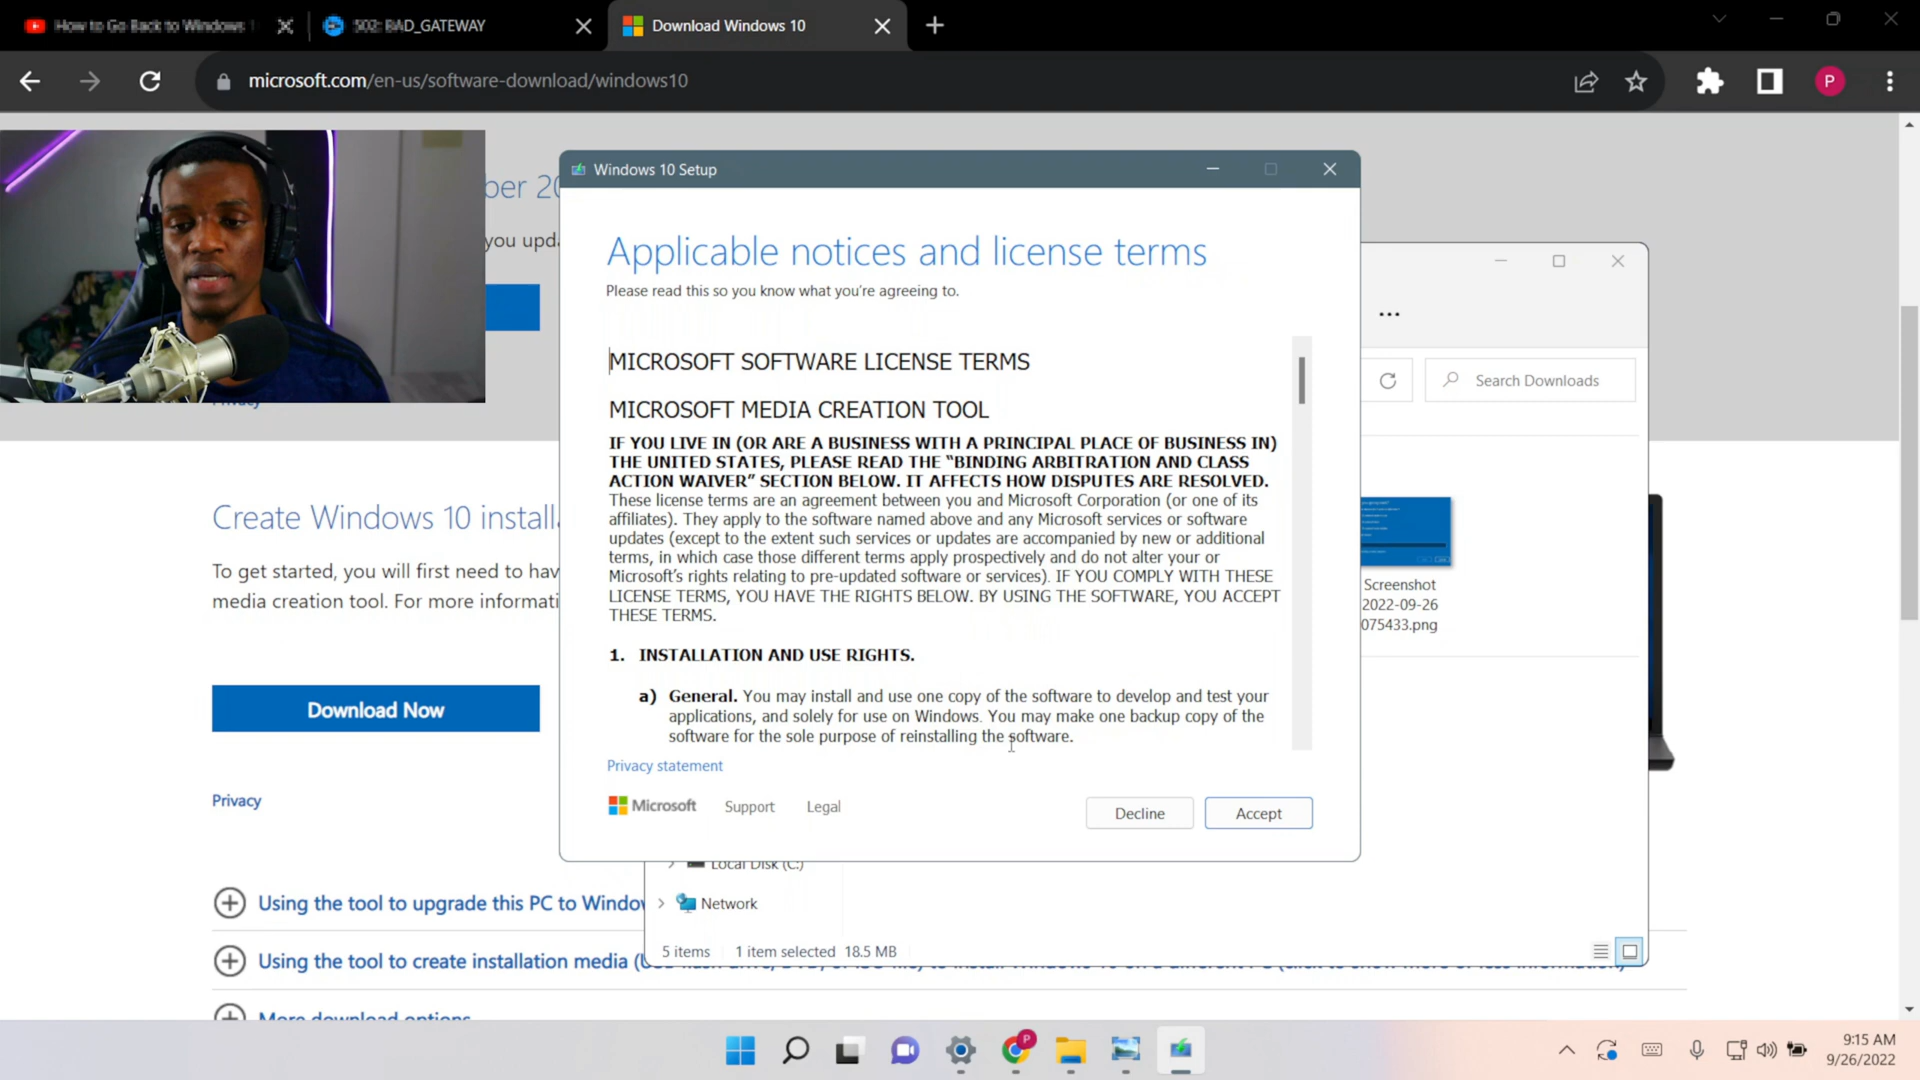 How to Go Back to Windows
502: BAD_GATEWAY
Download Windows 10
microsoft.com/en-us/software-download/windows10
P
ber 20
you upda
Windows 10 Setup
Applicable notices and license terms
Please read this so you know what you're agreeing to.
MICROSOFT SOFTWARE LICENSE TERMS
MICROSOFT MEDIA CREATION TOOL
IF YOU LIVE IN (OR ARE A BUSINESS WITH A PRINCIPAL PLACE OF BUSINESS IN)
THE UNITED STATES, PLEASE READ THE “BINDING ARBITRATION AND CLASS
ACTION WAIVER” SECTION BELOW. IT AFFECTS HOW DISPUTES ARE RESOLVED.
These license terms are an agreement between you and Microsoft Corporation (or one of its
affiliates). They apply to the software named above and any Microsoft services or software
updates (except to the extent such services or updates are accompanied by new or additional
terms, in which case those different terms apply prospectively and do not alter your or
Microsoft's rights relating to pre-updated software or services). IF YOU COMPLY WITH THESE
LICENSE TERMS, YOU HAVE THE RIGHTS BELOW. BY USING THE SOFTWARE, YOU ACCEPT
THESE TERMS.
1. INSTALLATION AND USE RIGHTS.
a) General. You may install and use one copy of the software to develop and test your
applications, and solely for use on Windows. You may make one backup copy of the
software for the sole purpose of reinstalling the software.
Privacy statement
Microsoft Support Legal
Decline
Accept
Search Downloads
Screenshot
2022-09-26
075433.png
Create Windows 10 install
To get started, you will first need to hav
media creation tool. For more informati
Download Now
Privacy
Local Disk (C:)
Network
5 items 1 item selected 18.5 MB
Using the tool to upgrade this PC to Windo
Using the tool to create installation media (
More download options
P
9:15 AM
9/26/2022